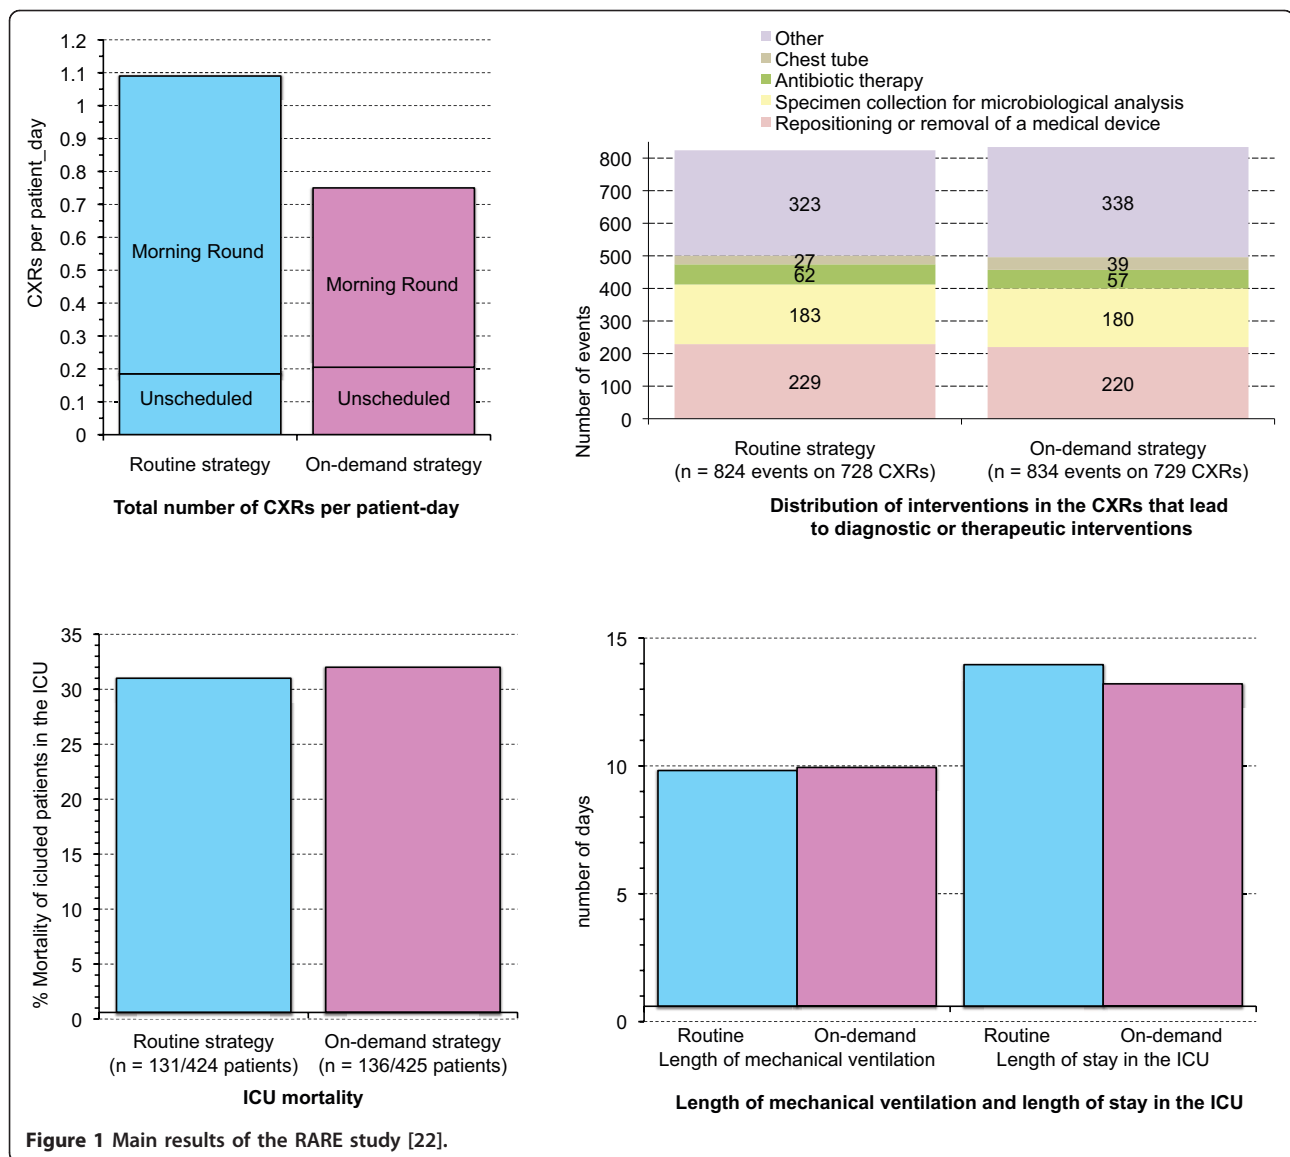 1.2
1.1
1
0.9
0.8
0.7
0.6
0.5
0.4
0.3
0.2
0.1
0
CXRs per patient_day
Morning Round
Unscheduled
Morning Round
Unscheduled
Routine strategy
On-demand strategy
Total number of CXRs per patient-day
Other
Chest tube
Antibiotic therapy
Specimen collection for microbiological analysis
Repositioning or removal of a medical device
800
700
600
500
400
300
200
100
0
Number of events
323
27
62
183
229
338
39
57
180
220
Routine strategy
(n = 824 events on 728 CXRs)
On-demand strategy
(n = 834 events on 729 CXRs)
Distribution of interventions in the CXRs that lead
to diagnostic or therapeutic interventions
35
30
25
20
15
10
5
0
% Mortality of icluded patients in the ICU
Routine strategy
(n = 131/424 patients)
On-demand strategy
(n = 136/425 patients)
ICU mortality
15
10
5
0
number of days
Routine
On-demand
Length of mechanical ventilation
Routine
On-demand
Length of stay in the ICU
Length of mechanical ventilation and length of stay in the ICU
Figure 1 Main results of the RARE study [22].